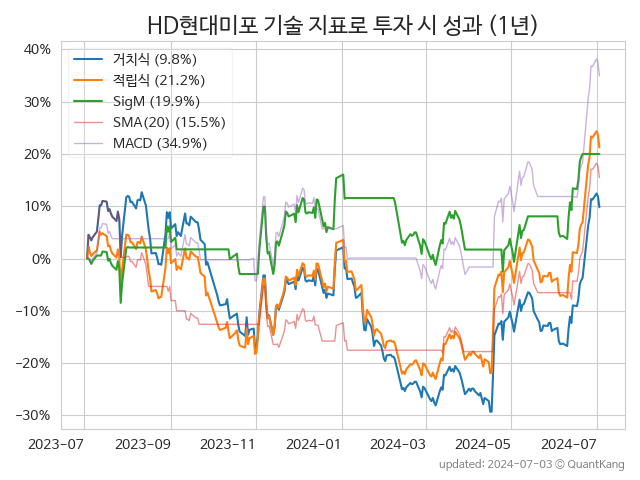 HD현대미포 기술 지표로 투자 시 성과 (1년)
40%
30%
20%
10%
0%
−10%
−20%
−30%
거치식 (9.8%)
적립식 (21.2%)
SigM (19.9%)
SMA(20) (15.5%)
MACD (34.9%)
2023-07 2023-09 2023-11 2024-01 2024-03 2024-05 2024-07
updated: 2024-07-03 © QuantKang